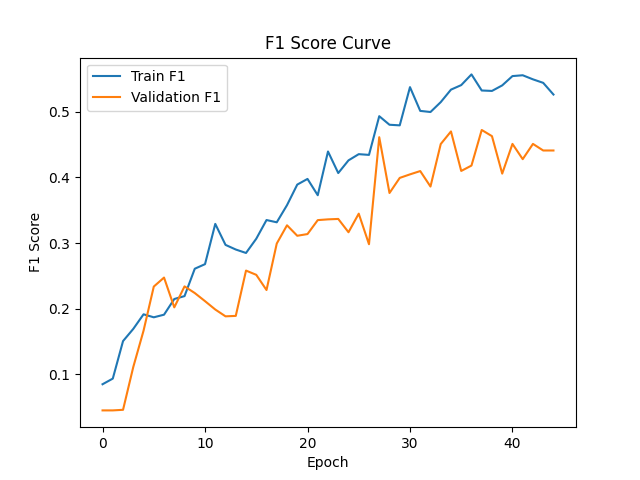 F1 Score Curve
Train F1
Validation F1
0.5
0.4
0.3
0.2
0.1
F1 Score
0 10 20 30 40
Epoch